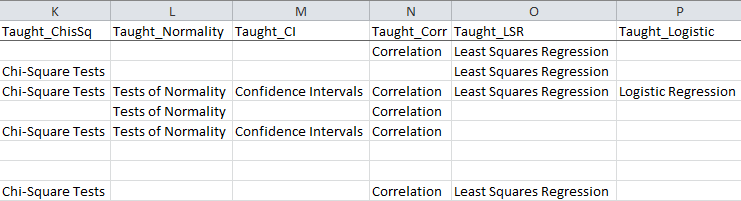 K L M N O P
Taught_ChisSq Taught_Normality Taught_CI Taught_Corr Taught_LSR Taught_Logistic
Correlation Least Squares Regression
Chi-Square Tests Least Squares Regression
Chi-Square Tests Tests of Normality Confidence Intervals Correlation Least Squares Regression Logistic Regression
Tests of Normality Correlation
Chi-Square Tests Tests of Normality Confidence Intervals Correlation
Chi-Square Tests Correlation Least Squares Regression